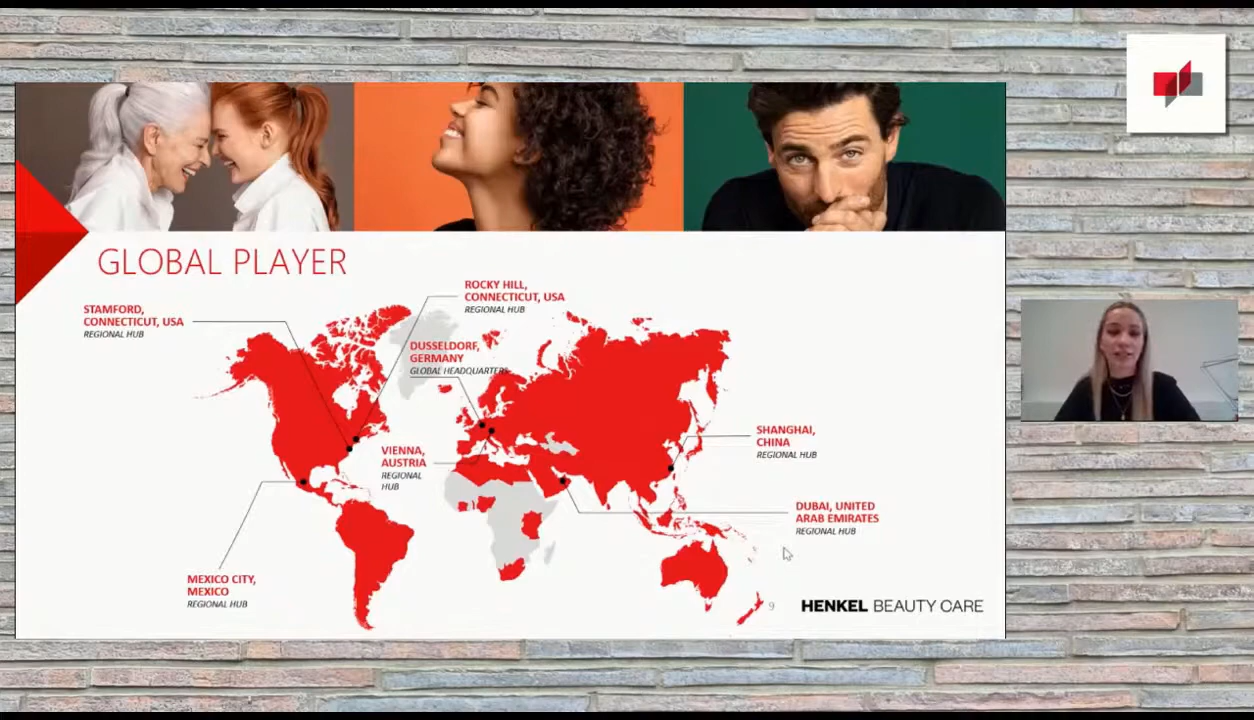 GLOBAL PLAYER
STAMFORD,
CONNECTICUT, USA
REGIONAL HUB
ROCKY HILL,
CONNECTICUT, USA
REGIONAL HUB
DUSSELDORF,
GERMANY
GLOBAL HEADQUARTERS
VIENNA,
AUSTRIA
REGIONAL
HUB
SHANGHAI,
CHINA
REGIONAL HUB
DUBAI, UNITED
ARAB EMIRATES
REGIONAL HUB
MEXICO CITY,
MEXICO
REGIONAL HUB
9
HENKEL BEAUTY CARE